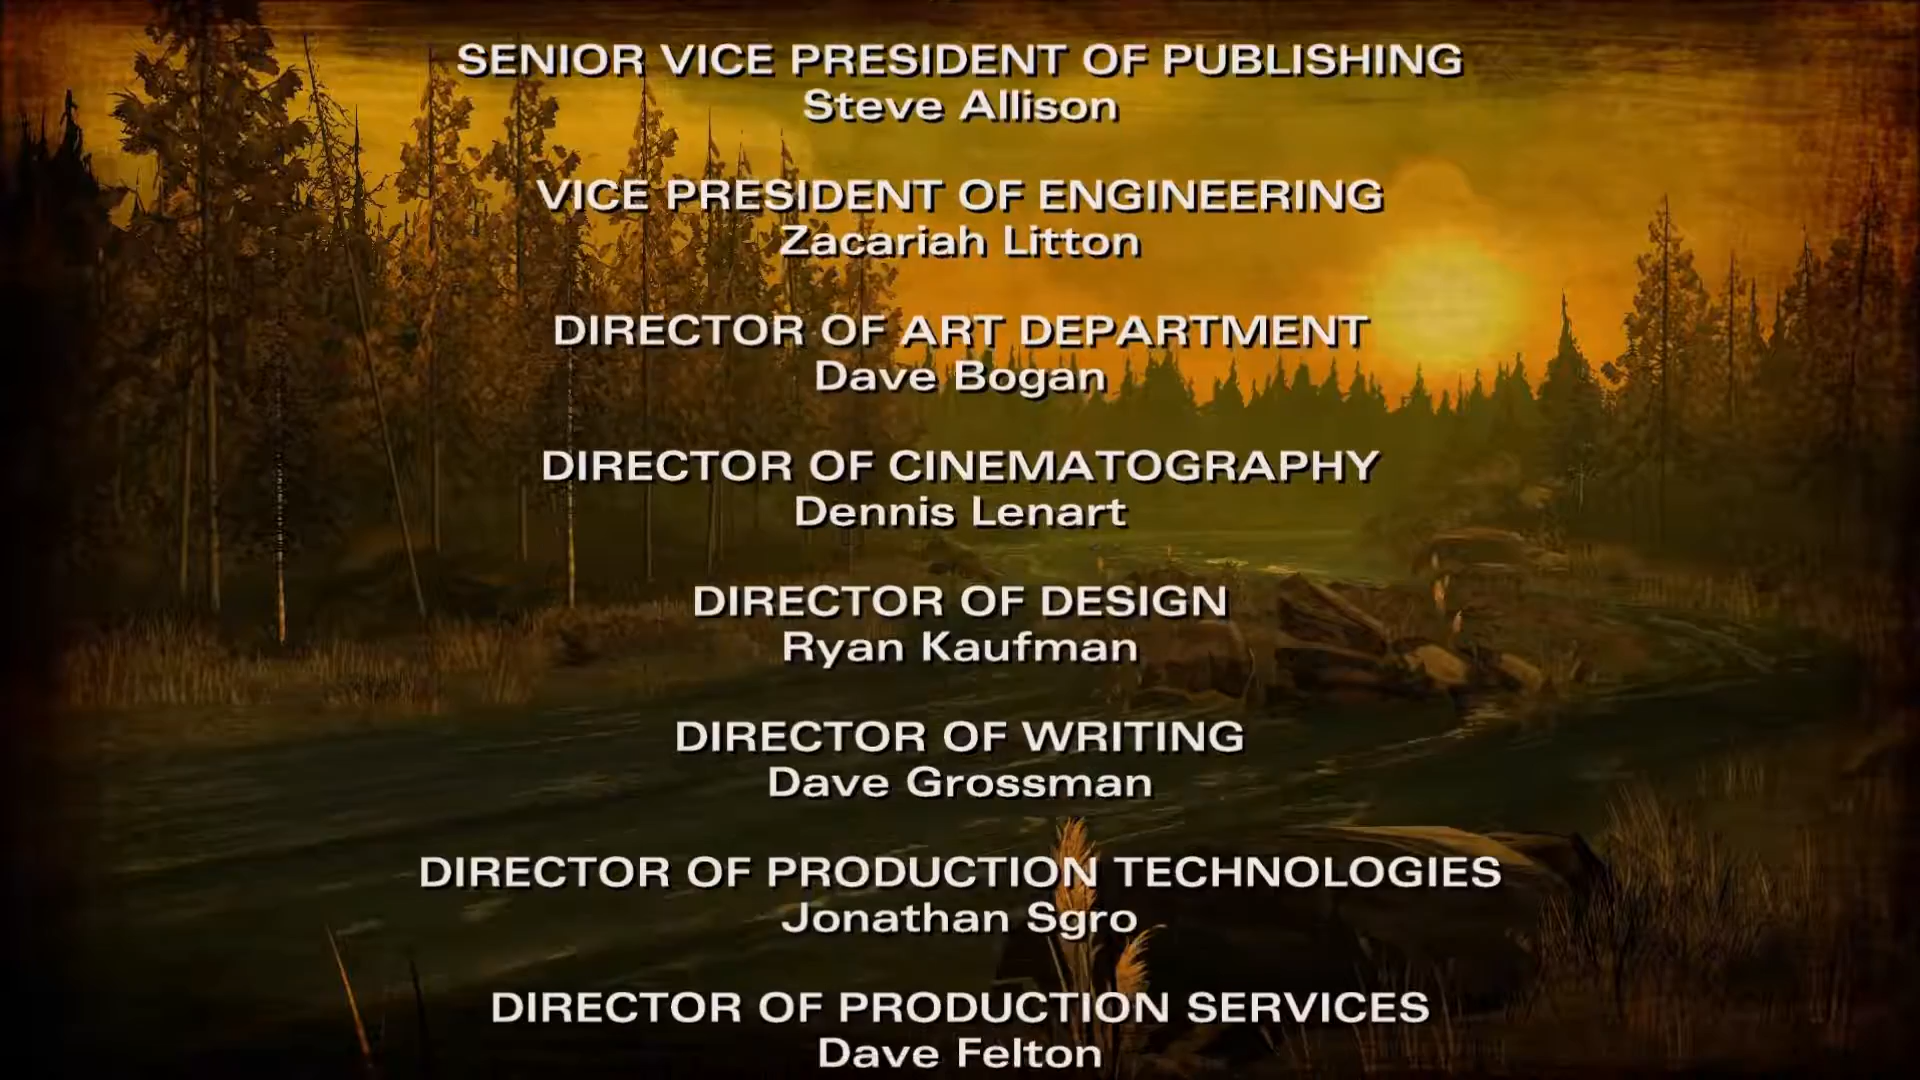 SENIOR VICE PRESIDENT OF PUBLISHING
Steve Allison
VICE PRESIDENT OF ENGINEERING
Zacariah Litton
DIRECTOR OF ART DEPARTMENT
Dave Bogan
DIRECTOR OF CINEMATOGRAPHY
Dennis Lenart
DIRECTOR OF DESIGN
Ryan Kaufman
DIRECTOR OF WRITING
Dave Grossman
DIRECTOR OF PRODUCTION TECHNOLOGIES
Jonathan Sgro
DIRECTOR OF PRODUCTION SERVICES
Dave Felton